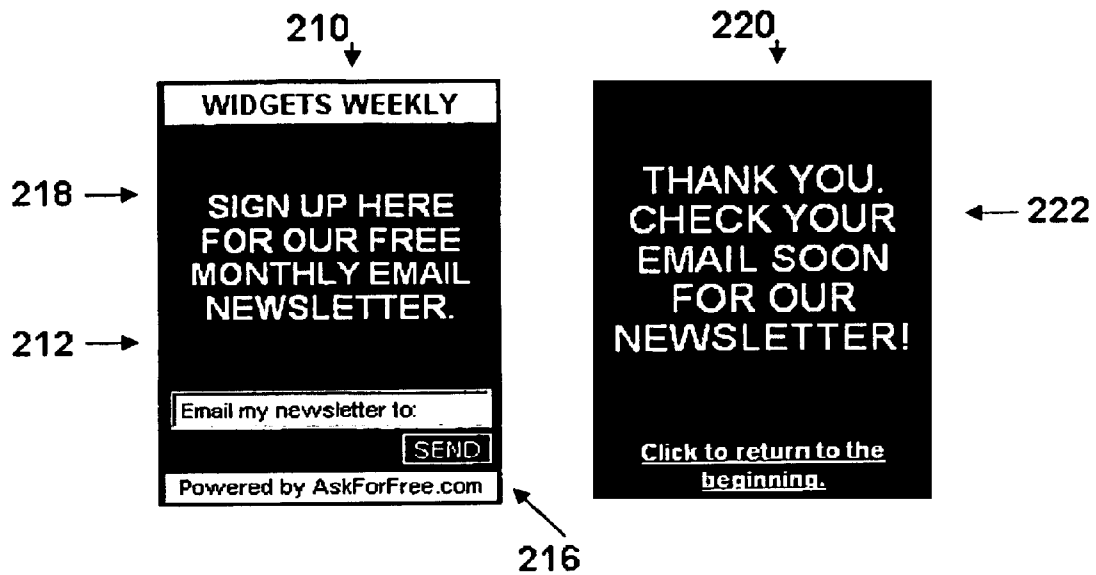 210
220
WIDGETS WEEKLY
218
SIGN UP HERE
FOR OUR FREE
MONTHLY EMAIL
NEWSLETTER.
212
Email my newsletter to:
SEND
Powered by AskForFree.com
216
THANK YOU.
CHECK YOUR
EMAIL SOON
FOR OUR
NEWSLETTER!
222
Click to return to the
beginning.